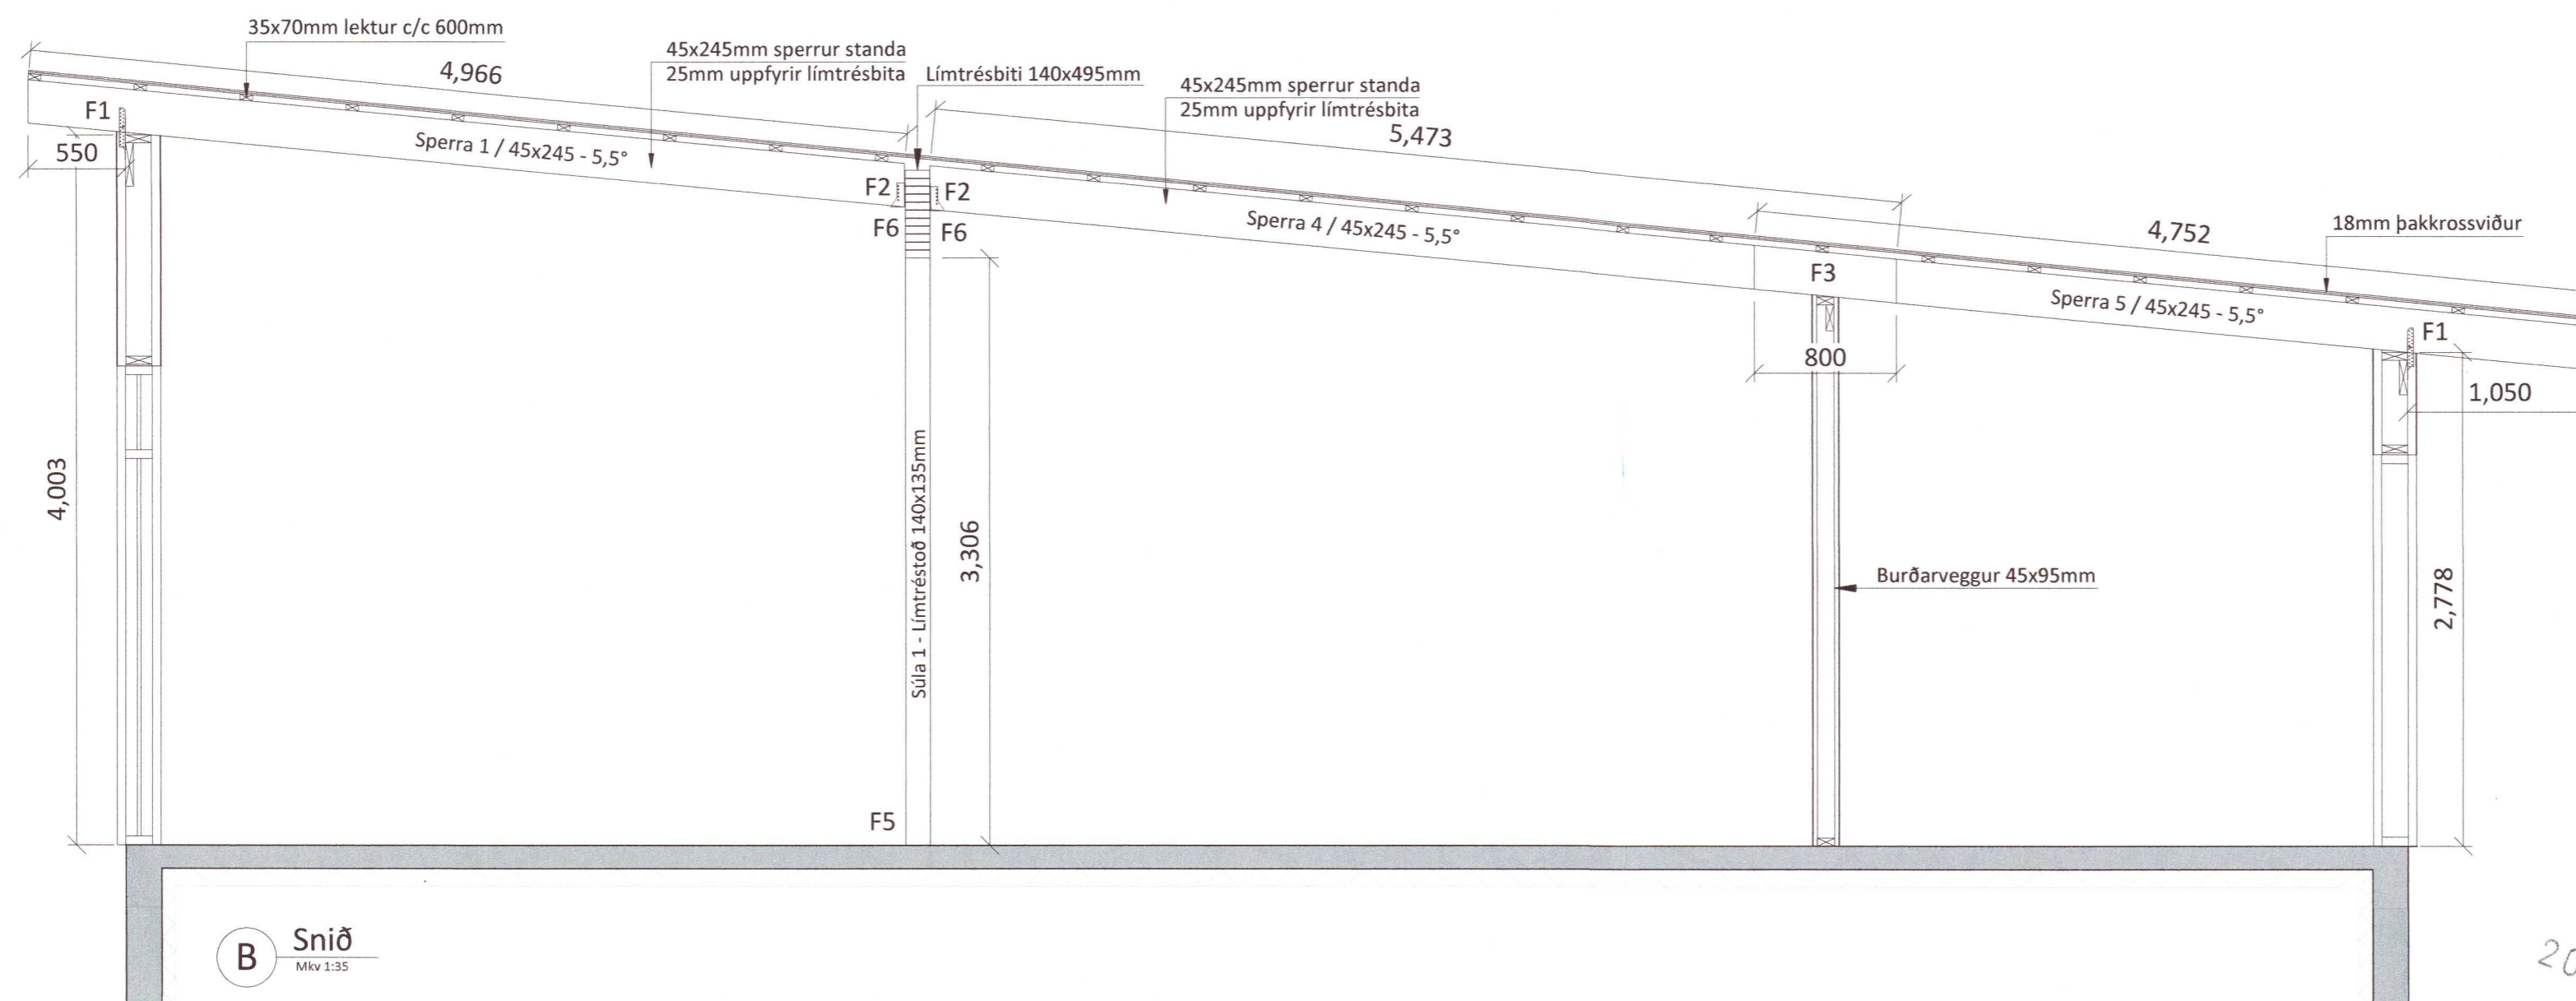 35x70mm lektur c/c 600mm
4,966
45x245mm sperrur standa
25mm uppfyrir límtrésbita
Límtrésbiti 140x495mm
45x245mm sperrur standa
25mm uppfyrir límtrésbita
5,473
4,752
18mm þakkrossviður
F1
550
Sperra 1 / 45x245 - 5,5°
F2
F2
F6
F6
Sperra 4 / 45x245 - 5,5°
F3
800
Sperra 5 / 45x245 - 5,5°
F1
1,050
4,003
Súla 1 - Límtréstoð 140x135mm
3,306
Burðarveggur 45x95mm
2,778
F5
B
Snið
Mkv 1:35